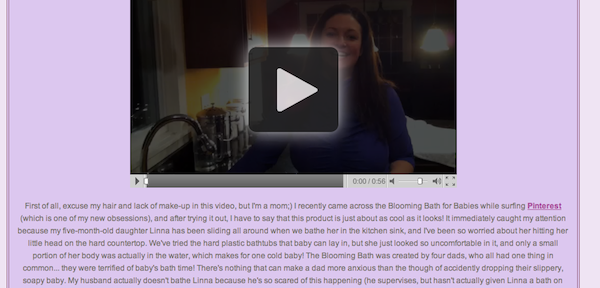 0:00 / 0:56
First of all, excuse my hair and lack of make-up in this video, but I'm a mom;) I recently came across the Blooming Bath for Babies while surfing Pinterest
(which is one of my new obsessions), and after trying it out, I have to say that this product is just about as cool as it looks! It immediately caught my attention
because my five-month-old daughter Linna has been sliding all around when we bathe her in the kitchen sink, and I've been so worried about her hitting her
little head on the hard countertop. We've tried the hard plastic bathtubs that baby can lay in, but she just looked so uncomfortable in it, and only a small
portion of her body was actually in the water, which makes for one cold baby! The Blooming Bath was created by four dads, who all had one thing in
common... they were terrified of baby's bath time! There's nothing that can make a dad more anxious than the though of accidently dropping their slippery,
soapy baby. My husband actually doesn't bathe Linna because he's so scared of this happening (he supervises, but hasn't actually given Linna a bath on